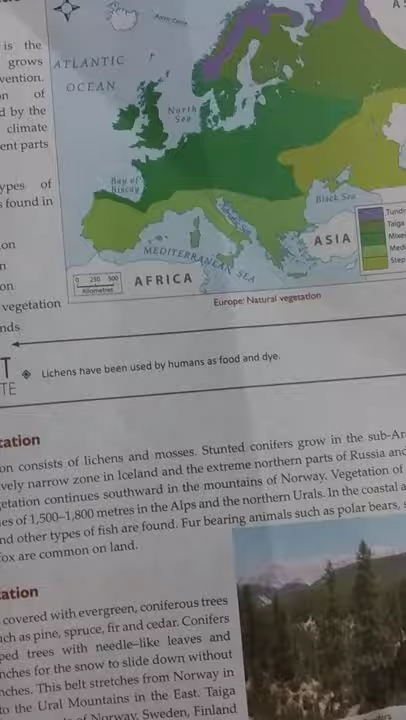 is the
grows
vention.
of
d by the
climate
ent parts
ypes of
s found in
on
n
on
vegetation
nds
ATLANTIC
OCEAN
North
Sea
Bay of
Biscay
Black Sea
MEDITERRANEAN SEA
ASIA
AFRICA
0 250 500
Kilometres
Tundr
Taiga
Mixe
Medi
Step
Europe: Natural vegetation
T
TE
Lichens have been used by humans as food and dye.
tation
on consists of lichens and mosses. Stunted conifers grow in the sub-Ar
vely narrow zone in Iceland and the extreme northern parts of Russia and
getation continues southward in the mountains of Norway. Vegetation of
es of 1,500–1,800 metres in the Alps and the northern Urals. In the coastal a
nd other types of fish are found. Fur bearing animals such as polar bears, s
fox are common on land.
ation
covered with evergreen, coniferous trees
uch as pine, spruce, fir and cedar. Conifers
ped trees with needle–like leaves and
nches for the snow to slide down without
nches. This belt stretches from Norway in
to the Ural Mountains in the East. Taiga
of Norway, Sweden, Finland